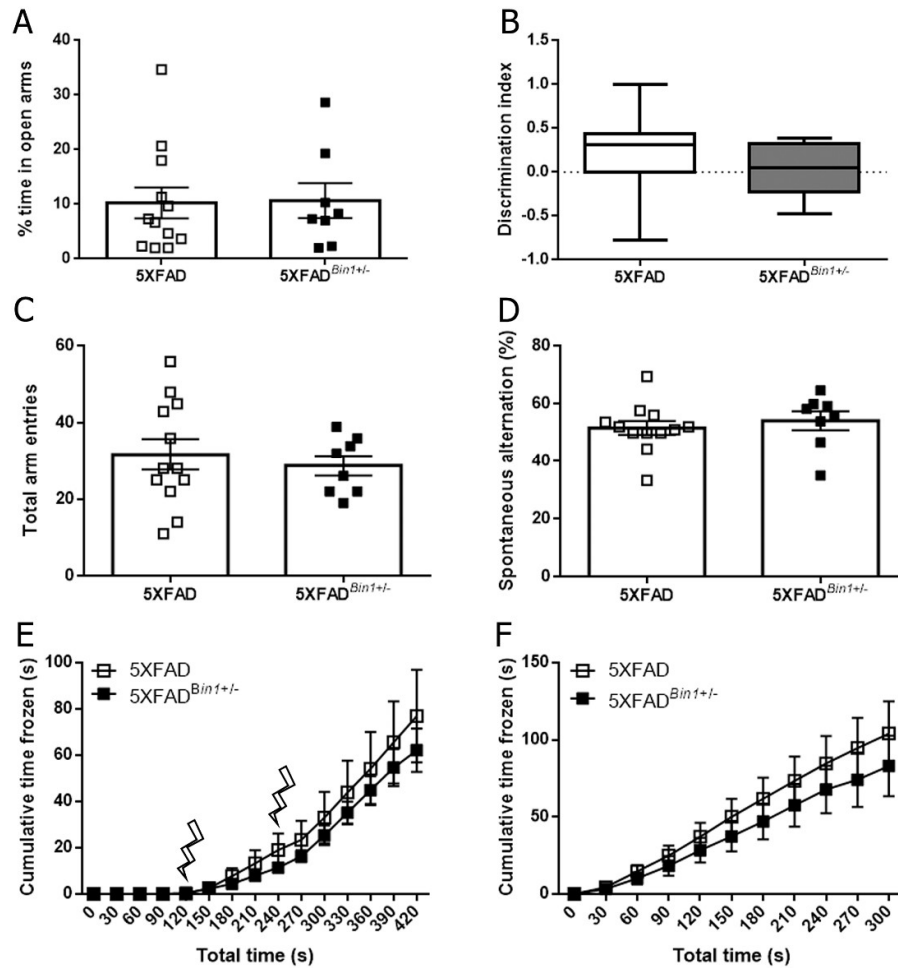 A
% time in open arms
40
30
20
10
0
5XFAD
5XFAD Bin1+/-
B
Discrimination index
1.5
1.0
0.5
0.0
-0.5
-1.0
5XFAD
5XFAD Bin1+/-
C
Total arm entries
60
40
20
0
5XFAD
5XFAD Bin1+/-
D
Spontaneous alternation (%)
80
60
40
20
0
5XFAD
5XFAD Bin1+/-
E
5XFAD
5XFAD Bin1+/-
Cumulative time frozen (s)
100
80
60
40
20
0
0 30 60 90 120 150 180 210 240 270 300 330 360 390 420
Total time (s)
F
5XFAD
5XFAD Bin1+/-
Cumulative time frozen (s)
150
100
50
0
0 30 60 90 120 150 180 210 240 270 300
Total time (s)